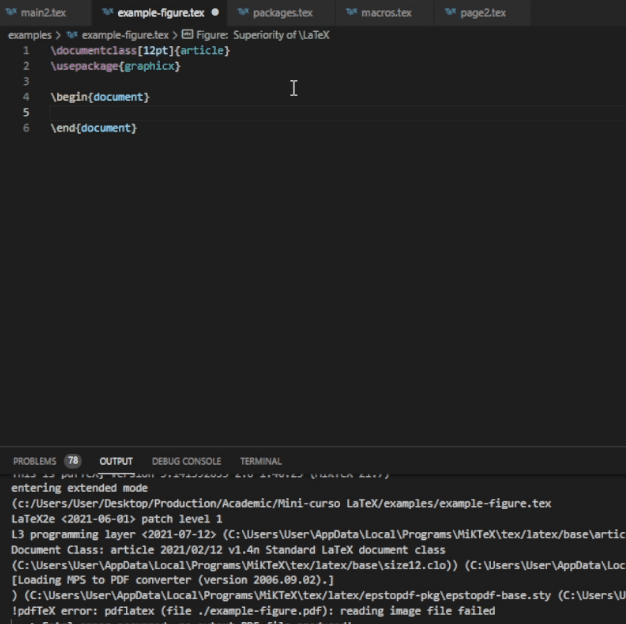 main2.tex example-figure.tex packages.tex macros.tex page2.tex
examples > example-figure.tex > Figure: Superiority of \LaTeX
1 \documentclass[12pt]{article}
2 \usepackage{graphicx}
3
4 \begin{document}
5
6 \end{document}
PROBLEMS 78 OUTPUT DEBUG CONSOLE TERMINAL
entering extended mode
(c:/Users/User/Desktop/Production/Academic/Mini-curso LaTeX/examples/example-figure.tex
LaTeX2e <2021-06-01> patch level 1
L3 programming layer <2021-07-12> (C:\Users\User\AppData\Local\Programs\MiKTeX\tex/latex/base\artic
Document Class: article 2021/02/12 v1.4n Standard LaTeX document class
(C:\Users\User\AppData\Local\Programs\MiKTeX\tex/latex/base\size12.clo)) (C:\Users\User\AppData\Loc
[Loading MPS to PDF converter (version 2006.09.02).]
) (C:\Users\User\AppData\Local\Programs\MiKTeX\tex/latex/epstopdf-pkg\epstopdf-base.sty (C:\Users\U
!pdfTeX error: pdflatex (file ./example-figure.pdf): reading image file failed